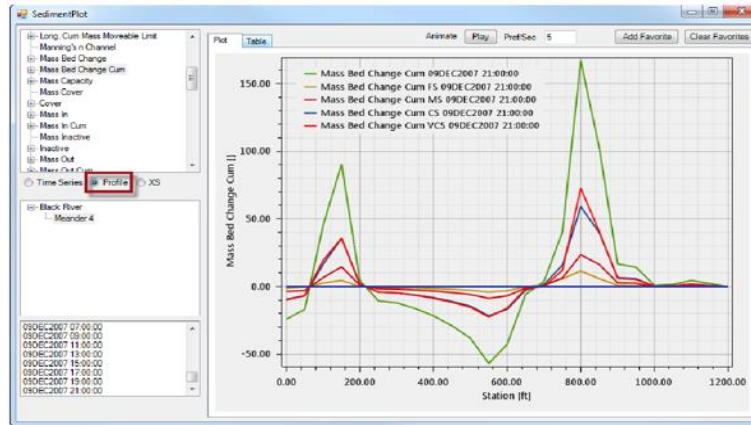 SedimentPlot
Long. Cum Mass Moveable Limit
Manning's n Channel
Mass Bed Change
Mass Bed Change Cum
Mass Capacity
Mass Cover
Cover
Mass In
Mass In Cum
Mass Inactive
Inactive
Mass Out
Mass Out Cum
Time Series Profile XS
Black River
Meander 4
09DEC2007 07:00:00
09DEC2007 09:00:00
09DEC2007 11:00:00
09DEC2007 13:00:00
09DEC2007 15:00:00
09DEC2007 17:00:00
09DEC2007 19:00:00
09DEC2007 21:00:00
Plot Table
Animate Play Prof/Sec 5 Add Favorite Clear Favorites
Mass Bed Change Cum 09DEC2007 21:00:00
Mass Bed Change Cum FS 09DEC2007 21:00:00
Mass Bed Change Cum MS 09DEC2007 21:00:00
Mass Bed Change Cum CS 09DEC2007 21:00:00
Mass Bed Change Cum VCS 09DEC2007 21:00:00
Mass Bed Change Cum []
150.00
100.00
50.00
0.00
-50.00
0.00 200.00 400.00 600.00 800.00 1000.00 1200.00
Station [ft]